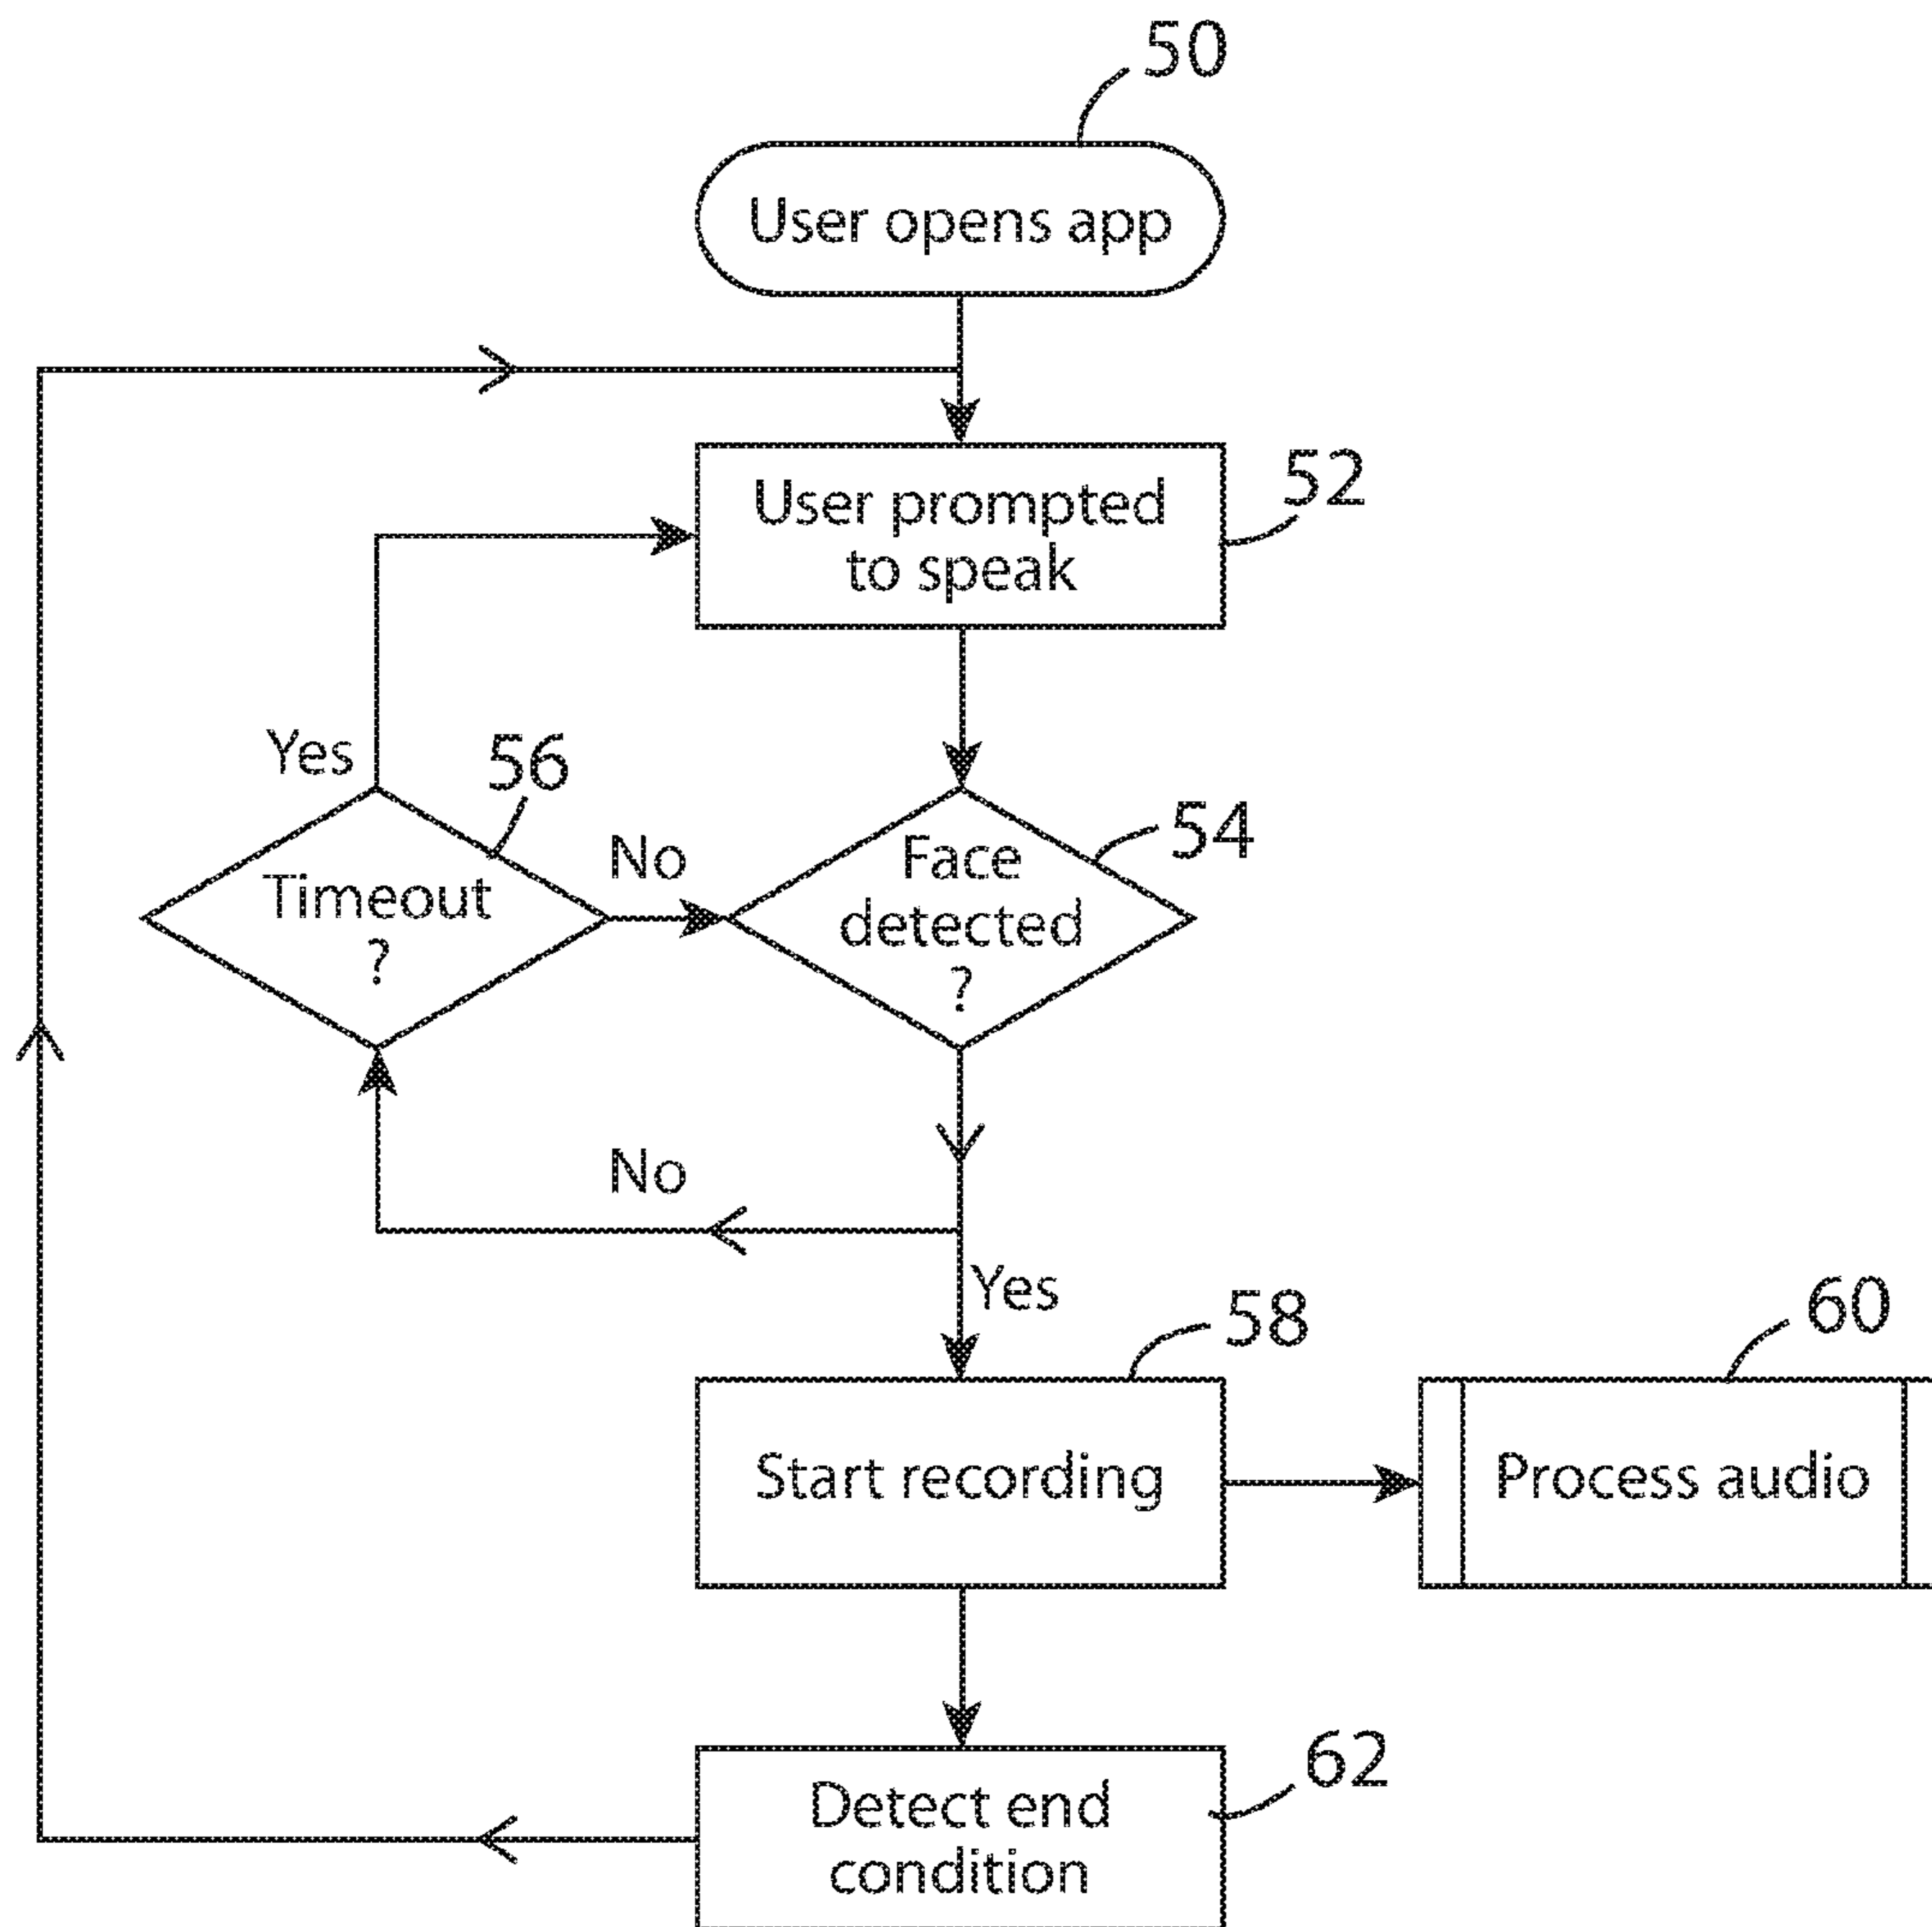 50
User opens app
52
User prompted
to speak
Yes
56
54
No
Face
detected
?
Timeout
?
No
Yes
58
60
Start recording
Process audio
62
Detect end
condition